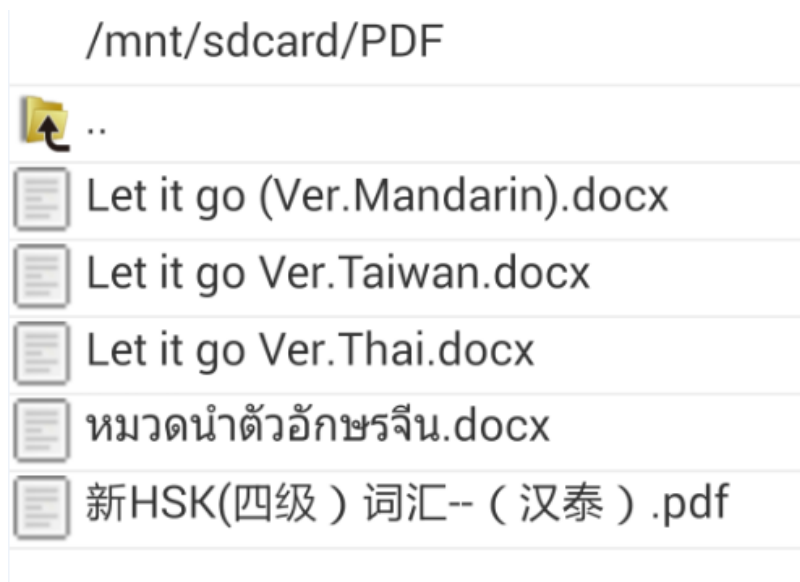 /mnt/sdcard/PDF
..
Let it go (Ver.Mandarin).docx
Let it go Ver.Taiwan.docx
Let it go Ver.Thai.docx
หมวดนำตัวอักษรจีน.docx
新HSK(四级）词汇--（汉泰）.pdf